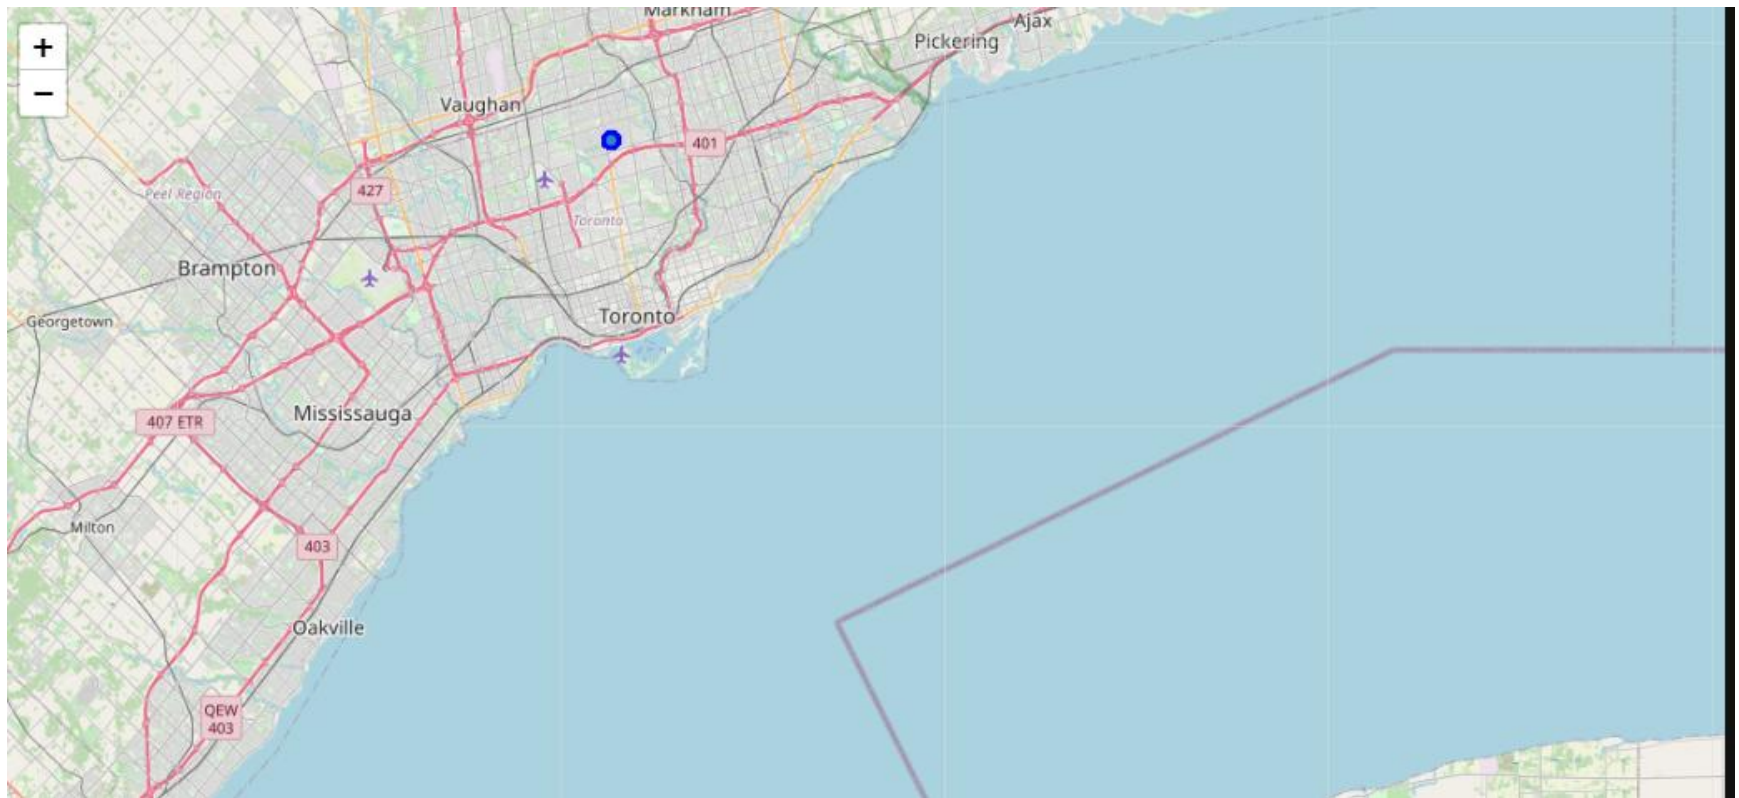 Markham
Ajax
Pickering
+
−
Vaughan
401
427
Peel Region
Toronto
Brampton
Georgetown
Toronto
Mississauga
407 ETR
Milton
403
Oakville
QEW
403